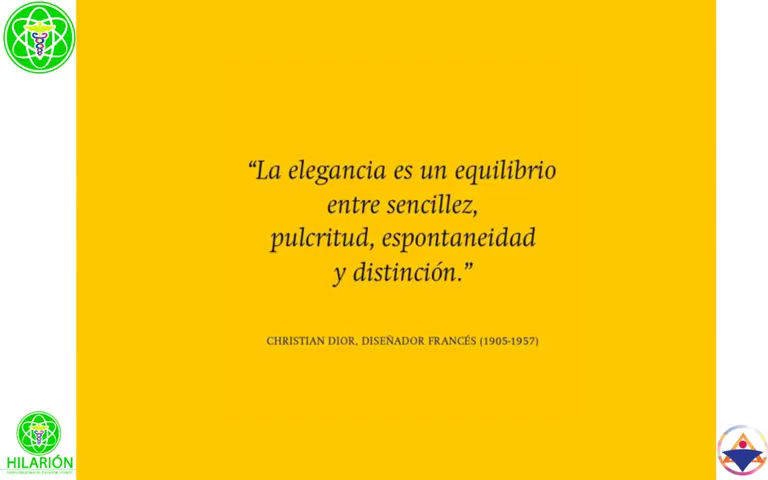 “La elegancia es un equilibrio
entre sencillez,
pulcritud, espontaneidad
y distinción.”
CHRISTIAN DIOR, DISEÑADOR FRANCÉS (1905-1957)
HILARIÓN